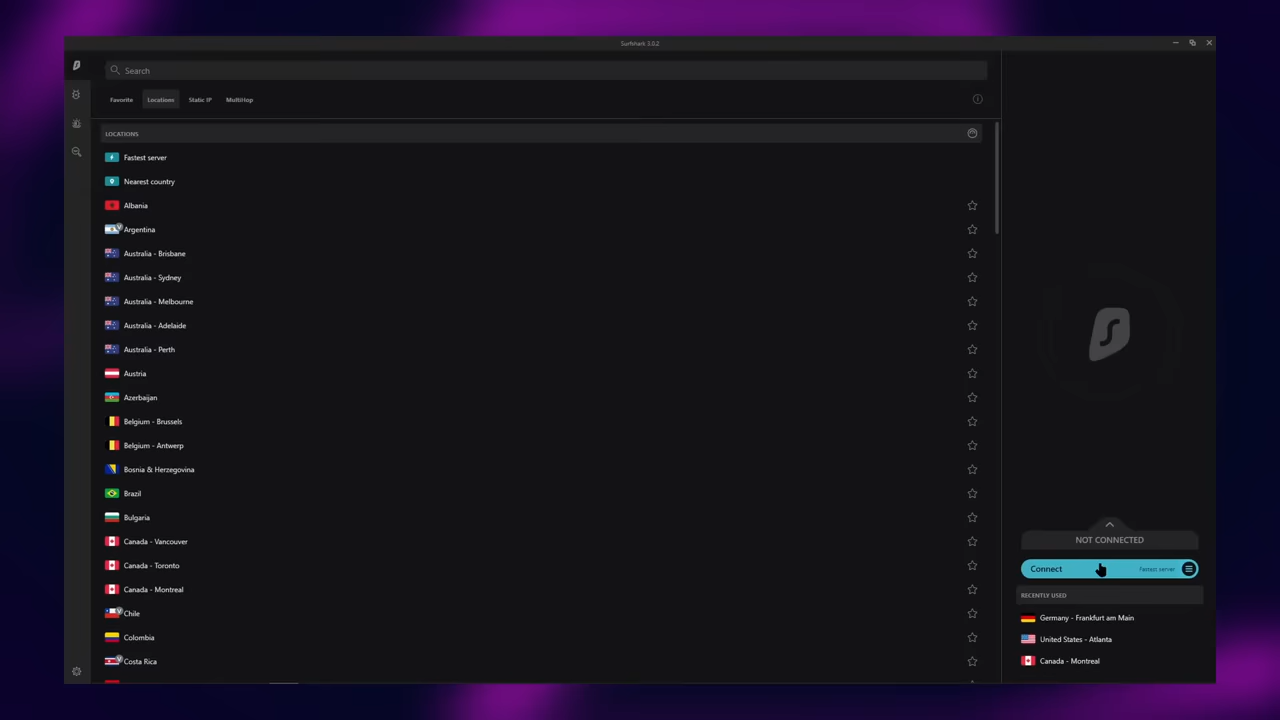 Surfshark 3.0.2
Search
Favorite
Locations
Static IP
MultiHop
LOCATIONS
Fastest server
Nearest country
Albania
Argentina
Australia - Brisbane
Australia - Sydney
Australia - Melbourne
Australia - Adelaide
Australia - Perth
Austria
Azerbaijan
Belgium - Brussels
Belgium - Antwerp
Bosnia & Herzegovina
Brazil
Bulgaria
Canada - Vancouver
Canada - Toronto
Canada - Montreal
Chile
Colombia
Costa Rica
NOT CONNECTED
Connect
Fastest server
RECENTLY USED
Germany - Frankfurt am Main
United States - Atlanta
Canada - Montreal